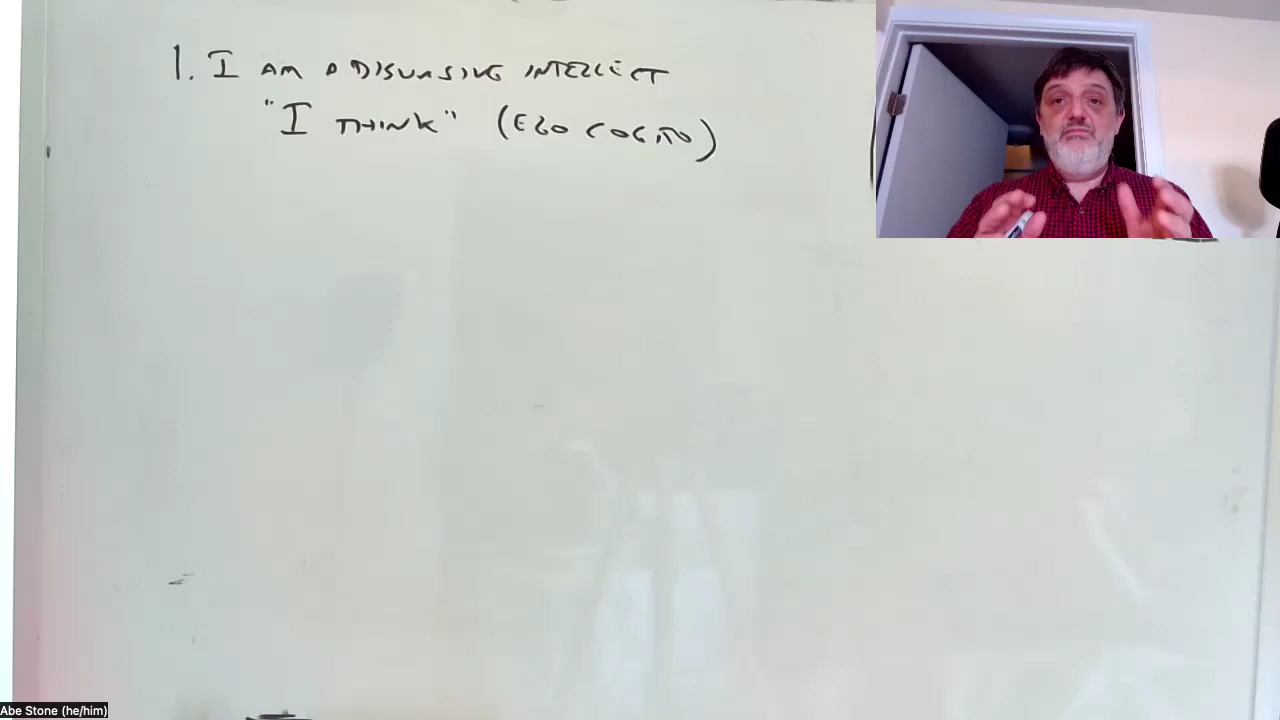 1. I AM A DISCURSIVE INTELLECT
"I THINK" (EGO COGITO)
Abe Stone (he/him)